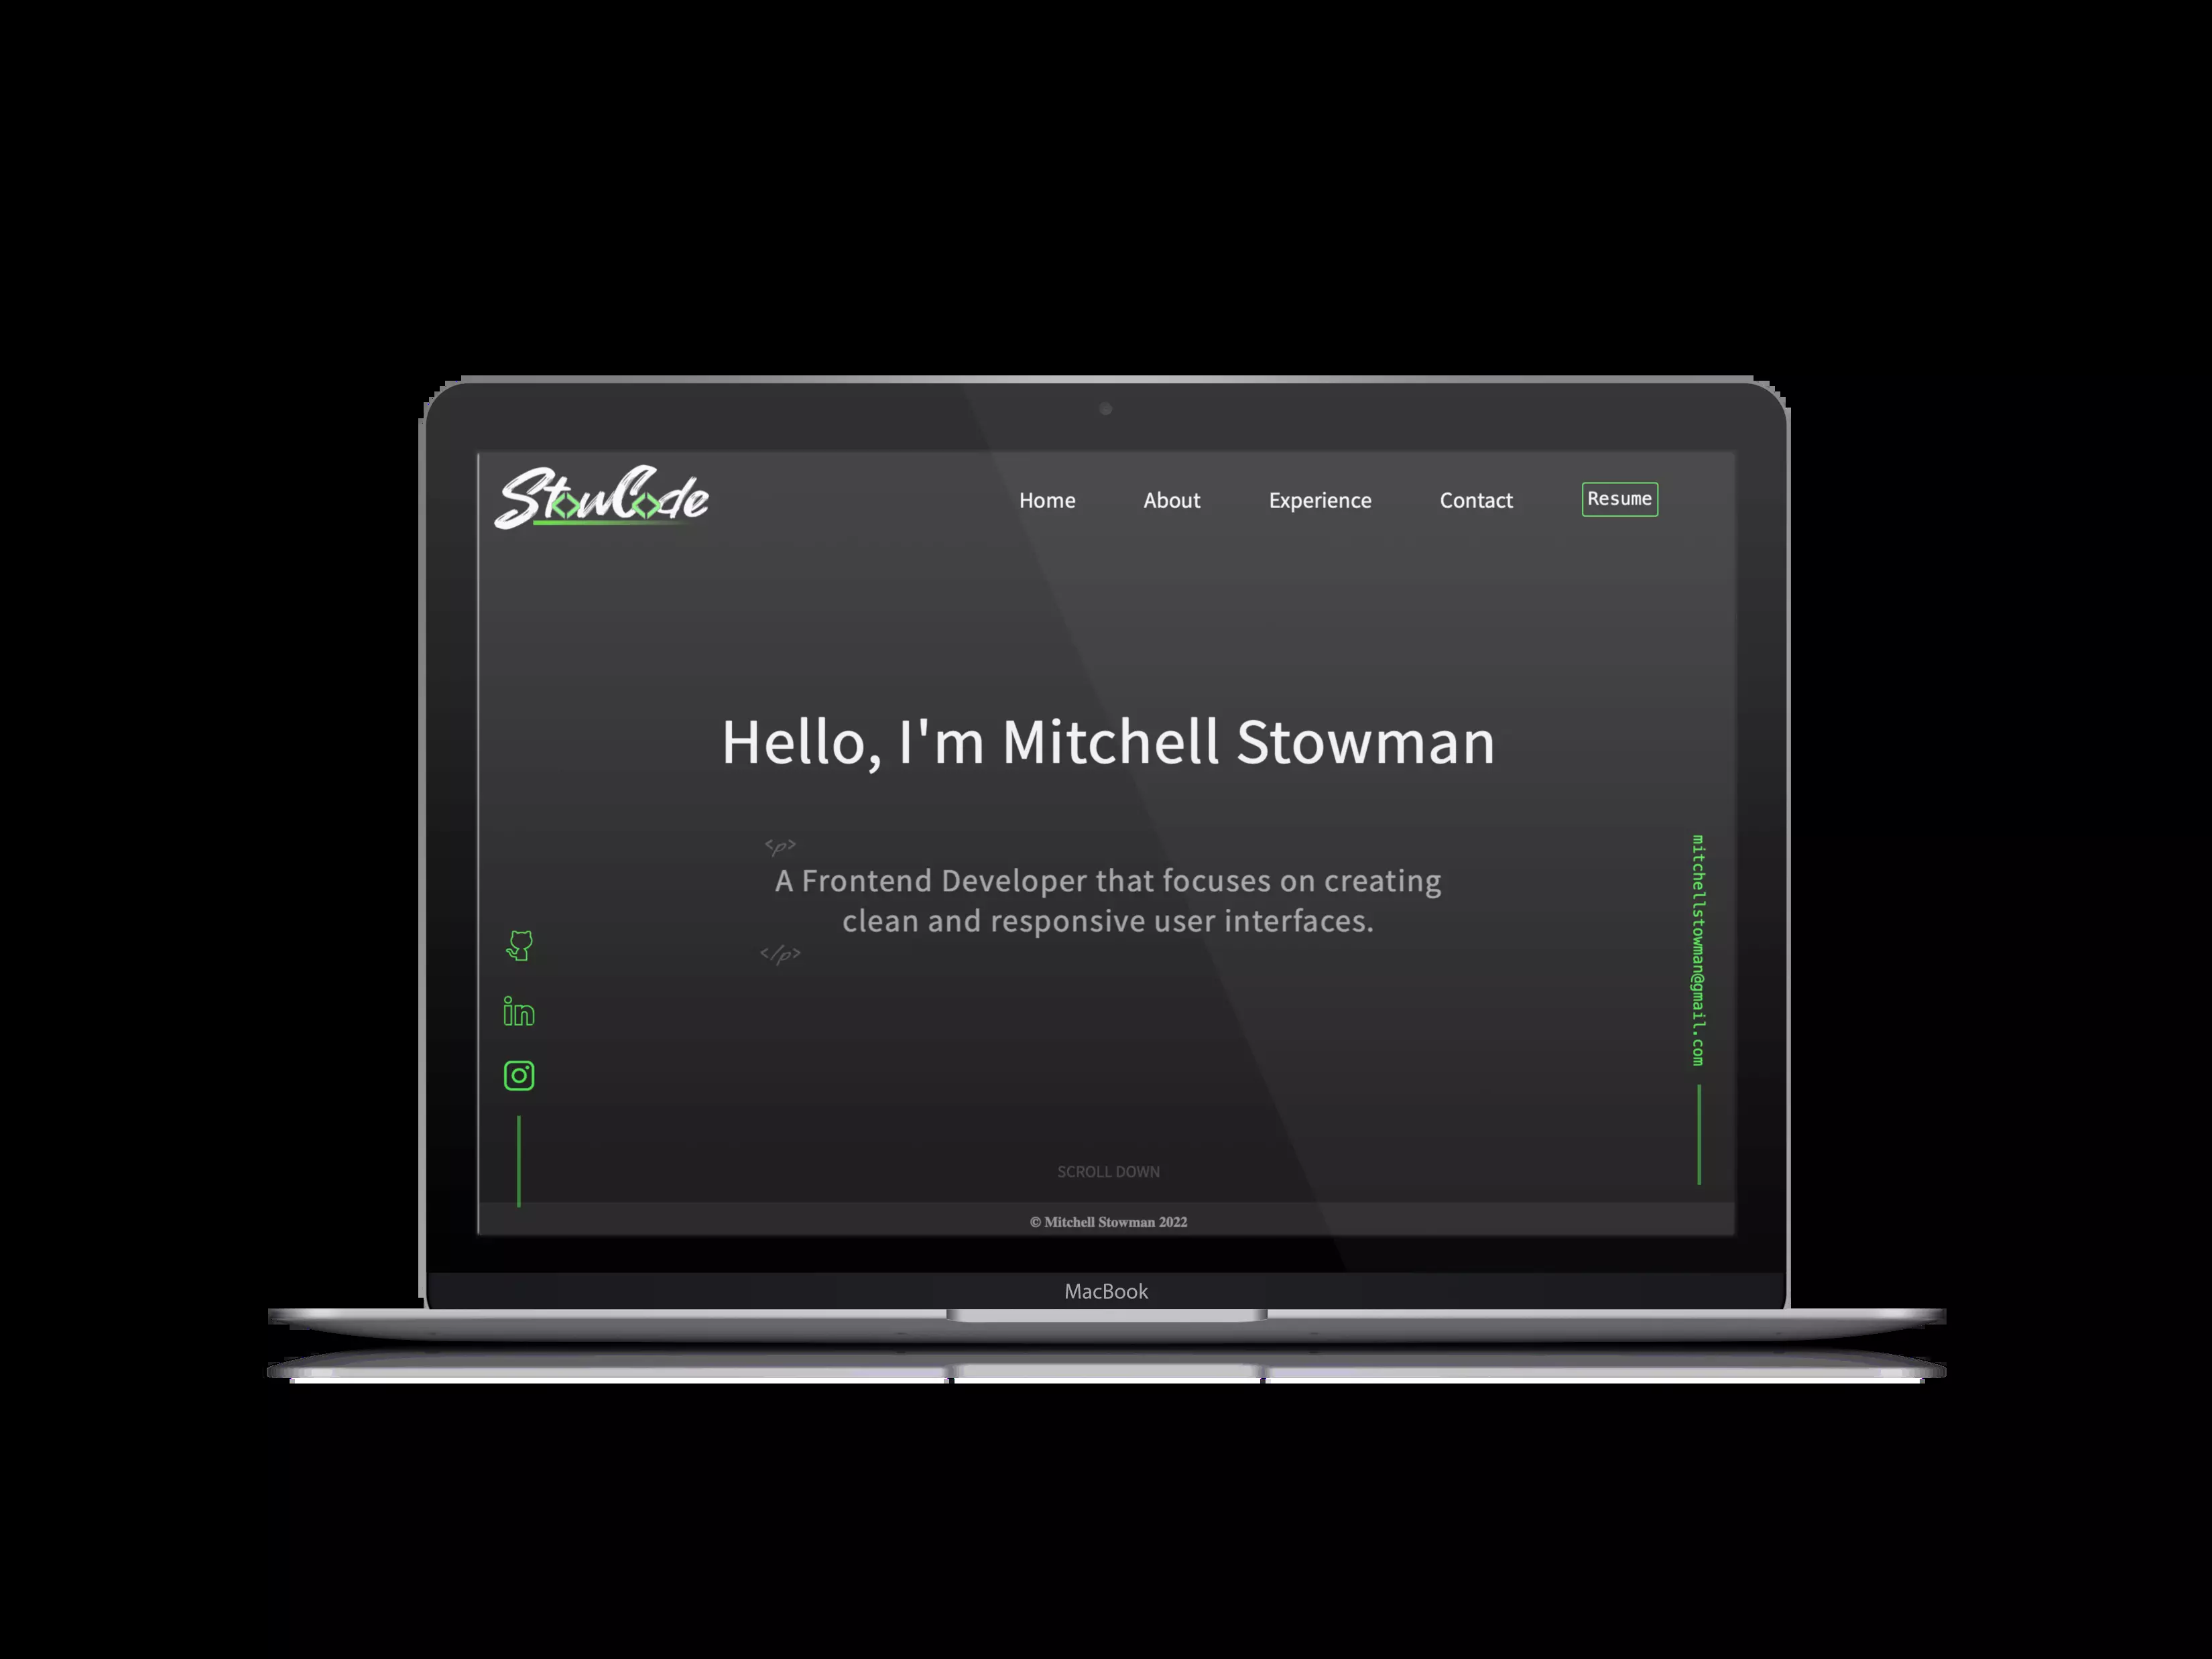 StowCode
Home About Experience Contact Resume
Hello, I'm Mitchell Stowman
<p>
A Frontend Developer that focuses on creating
clean and responsive user interfaces.
</p>
in
mitchellstowman@gmail.com
SCROLL DOWN
© Mitchell Stowman 2022
MacBook